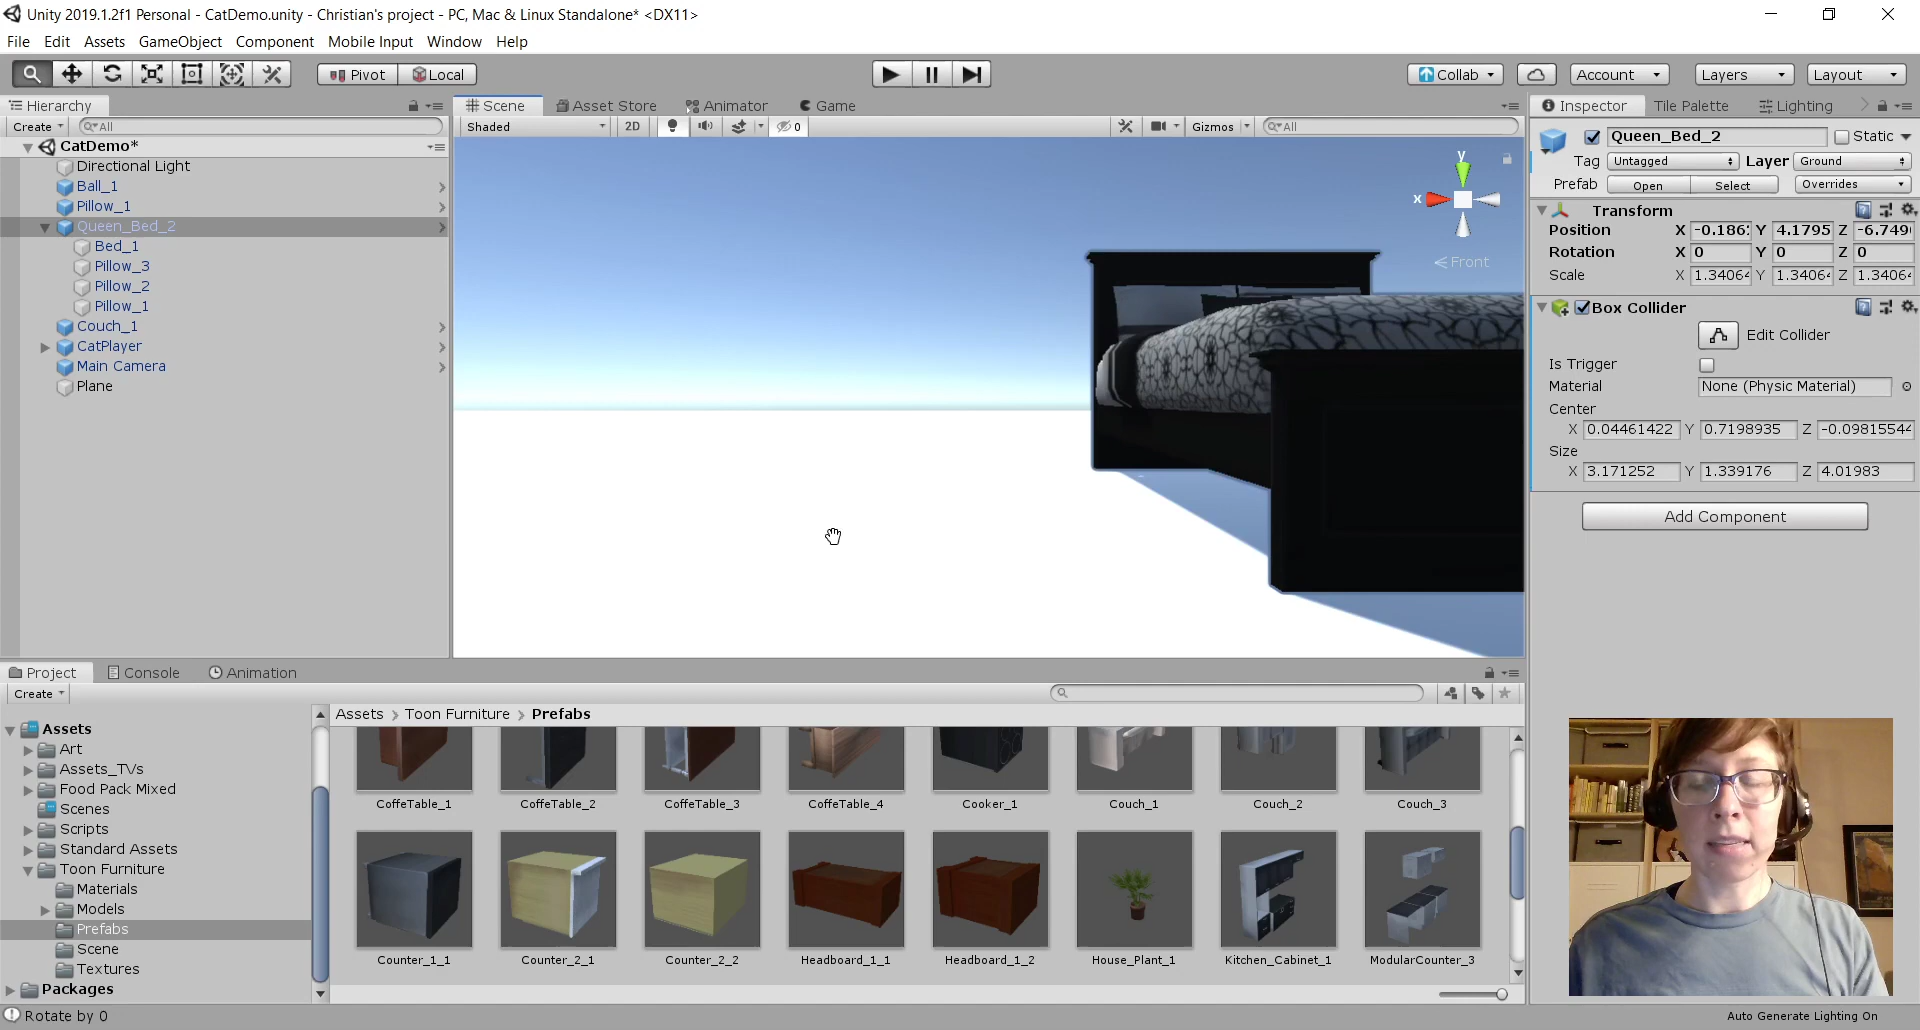 Unity 2019.1.2f1 Personal - CatDemo.unity - Christian's project - PC, Mac & Linux Standalone* <DX11>
File Edit Assets GameObject Component Mobile Input Window Help
Pivot Local Collab Account Layers Layout
Hierarchy Scene Asset Store Animator Game Inspector Tile Palette Lighting
Create All Shaded 2D 0 Gizmos All
CatDemo*
Directional Light
Ball_1
Pillow_1
Queen_Bed_2
Bed_1
Pillow_3
Pillow_2
Pillow_1
Couch_1
CatPlayer
Main Camera
Plane
y
x
Front
Queen_Bed_2 Static
Tag Untagged Layer Ground
Prefab Open Select Overrides
Transform
Position X -0.186 Y 4.1795 Z -6.749
Rotation X 0 Y 0 Z 0
Scale X 1.3406 Y 1.3406 Z 1.3406
Box Collider
Edit Collider
Is Trigger
Material None (Physic Material)
Center
X 0.04461422 Y 0.7198935 Z -0.0981554
Size
X 3.171252 Y 1.339176 Z 4.01983
Add Component
Project Console Animation
Create
Assets
Art
Assets_TVs
Food Pack Mixed
Scenes
Scripts
Standard Assets
Toon Furniture
Materials
Models
Prefabs
Scene
Textures
Packages
Assets > Toon Furniture > Prefabs
CoffeTable_1 CoffeTable_2 CoffeTable_3 CoffeTable_4 Cooker_1 Couch_1 Couch_2 Couch_3
Counter_1_1 Counter_2_1 Counter_2_2 Headboard_1_1 Headboard_1_2 House_Plant_1 Kitchen_Cabinet_1 ModularCounter_3
Rotate by 0 Auto Generate Lighting On